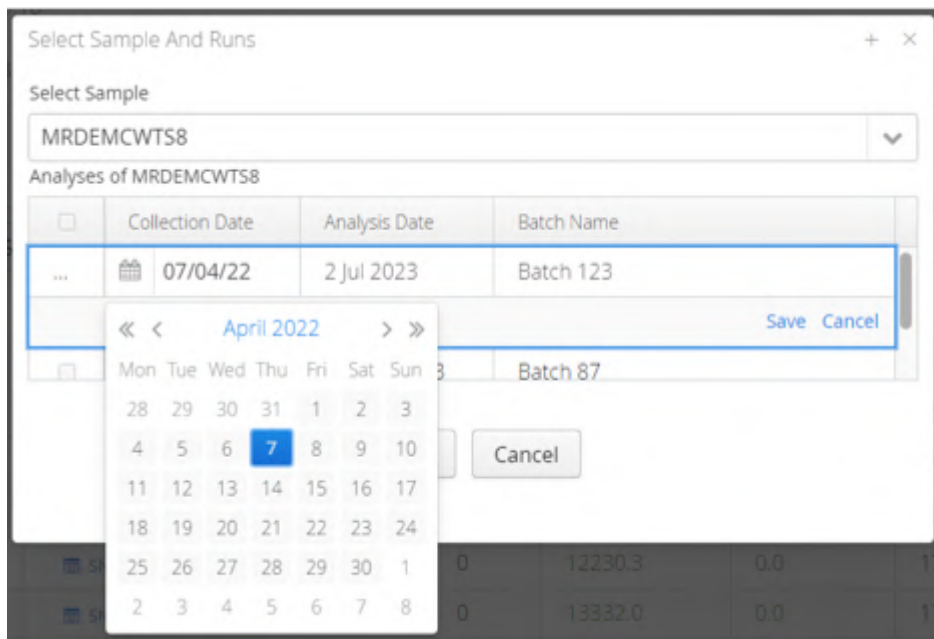 Select Sample And Runs + ×
Select Sample
MRDEMCWTS8
Analyses of MRDEMCWTS8
Collection Date Analysis Date Batch Name
... 07/04/22 2 Jul 2023 Batch 123
Save Cancel
« < April 2022 > »
Mon Tue Wed Thu Fri Sat Sun
3 Batch 87
28 29 30 31 1 2 3
4 5 6 7 8 9 10
Cancel
11 12 13 14 15 16 17
18 19 20 21 22 23 24
25 26 27 28 29 30 1
2 3 4 5 6 7 8
0 12230.3 0.0
0 13332.0 0.0